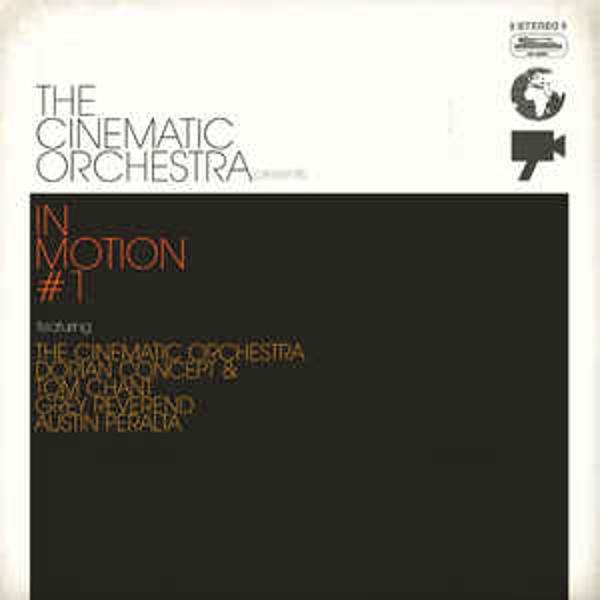 STEREO
THE
CINEMATIC
ORCHESTRA presents
IN
MOTION
#1
featuring
THE CINEMATIC ORCHESTRA
DORIAN CONCEPT &
TOM CHANT
GREY REVEREND
AUSTIN PERALTA